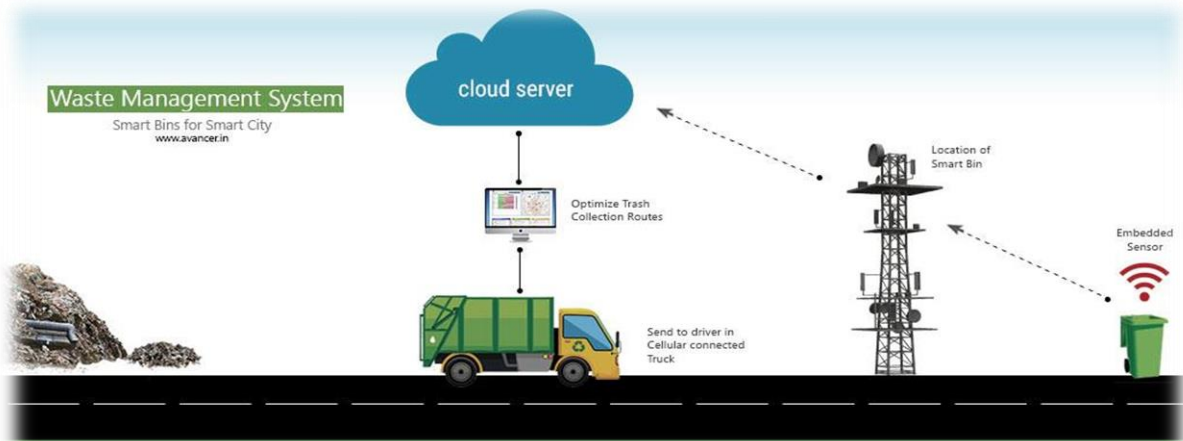 Waste Management System
Smart Bins for Smart City
www.avancer.in
cloud server
Location of
Smart Bin
Optimize Trash
Collection Routes
Embedded
Sensor
Send to driver in
Cellular connected
Truck